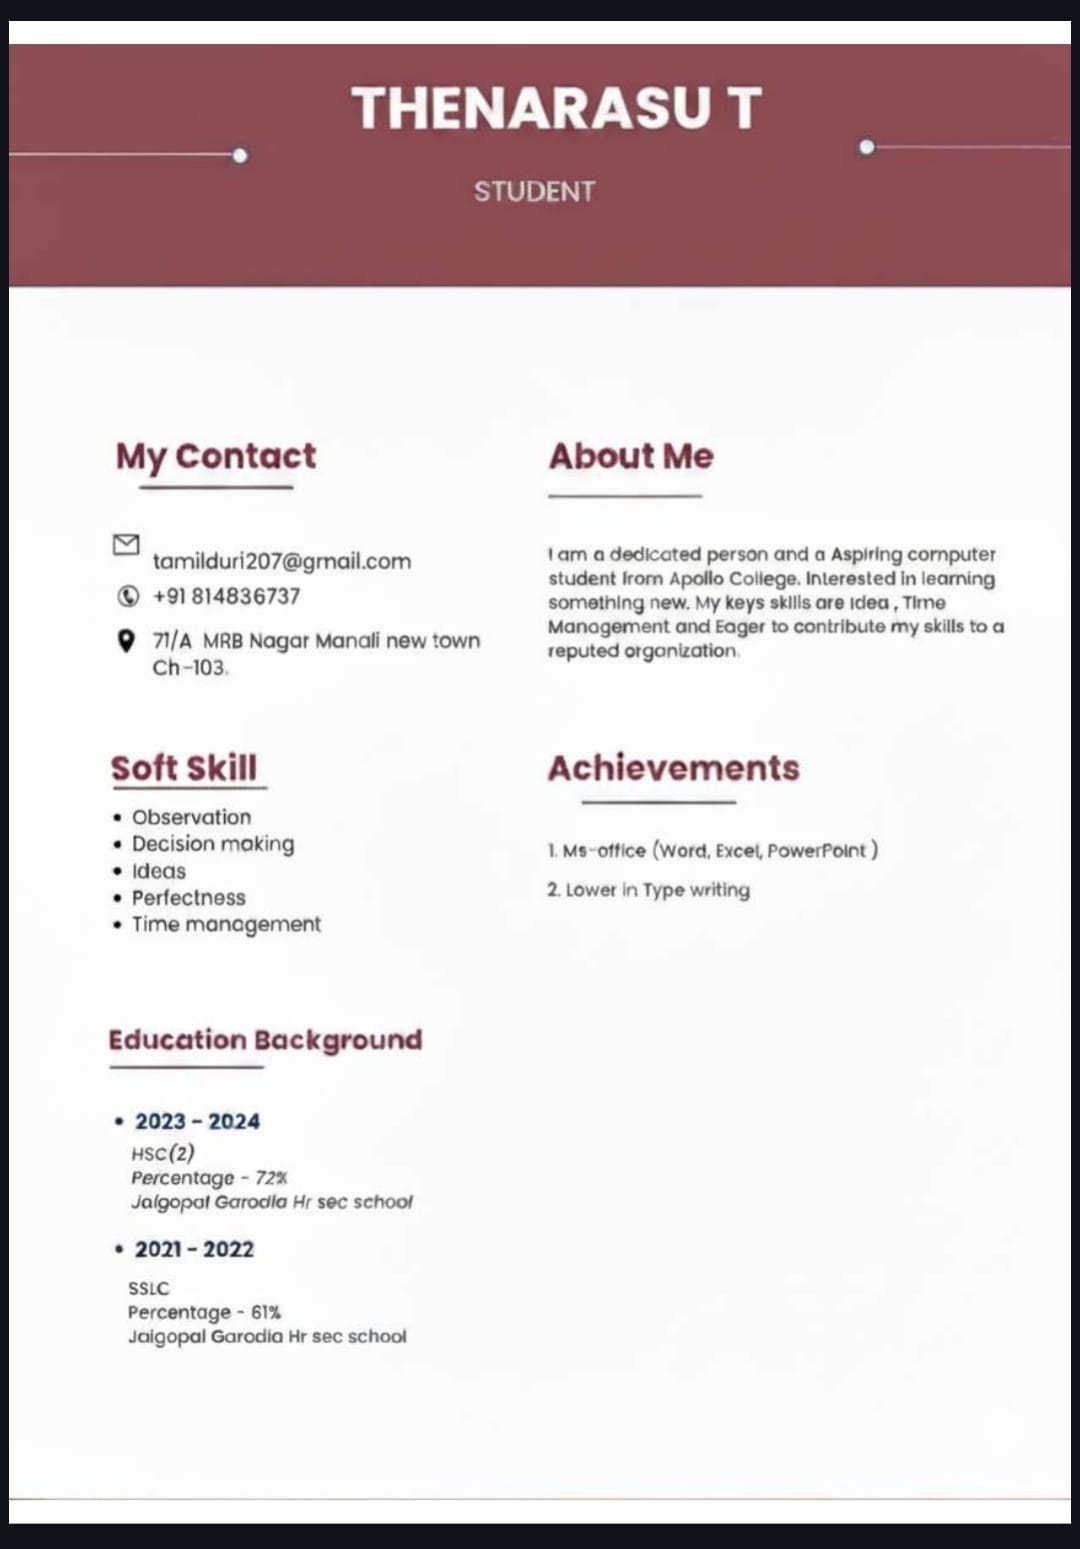 THENARASU T
STUDENT
My Contact
tamilduri207@gmail.com
+91 814836737
71/A MRB Nagar Manali new town
Ch-103.
About Me
I am a dedicated person and a Aspiring computer
student from Apollo College. Interested in learning
something new. My keys skills are Idea , Time
Management and Eager to contribute my skills to a
reputed organization.
Soft Skill
• Observation
• Decision making
• Ideas
• Perfectness
• Time management
Achievements
1. Ms-office (Word, Excel, PowerPoint )
2. Lower in Type writing
Education Background
• 2023 - 2024
HSC(2)
Percentage - 72%
Jaigopal Garodia Hr sec school
• 2021 - 2022
SSLC
Percentage - 61%
Jaigopal Garodia Hr sec school